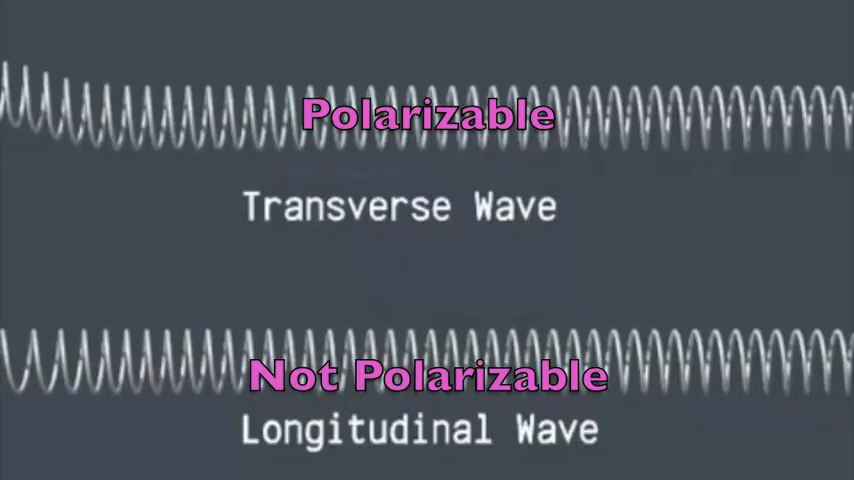 Polarizable
Transverse Wave
Not Polarizable
Longitudinal Wave